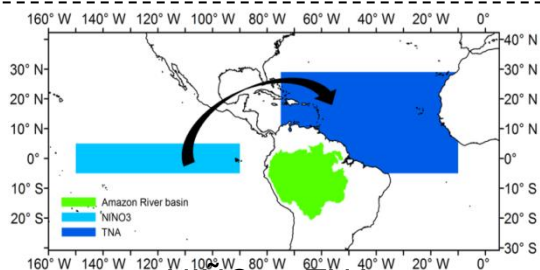 160° W 140° W 120° W 100° W 80° W 60° W 40° W 20° W 0°
40° N
30° N 30° N
20° N 20° N
10° N 10° N
0° 0°
10° S 10° S
20° S 20° S
30° S
Amazon River basin
NINO3
TNA
160° W 140° W 120° W 100° W 80° W 60° W 40° W 20° W 0°